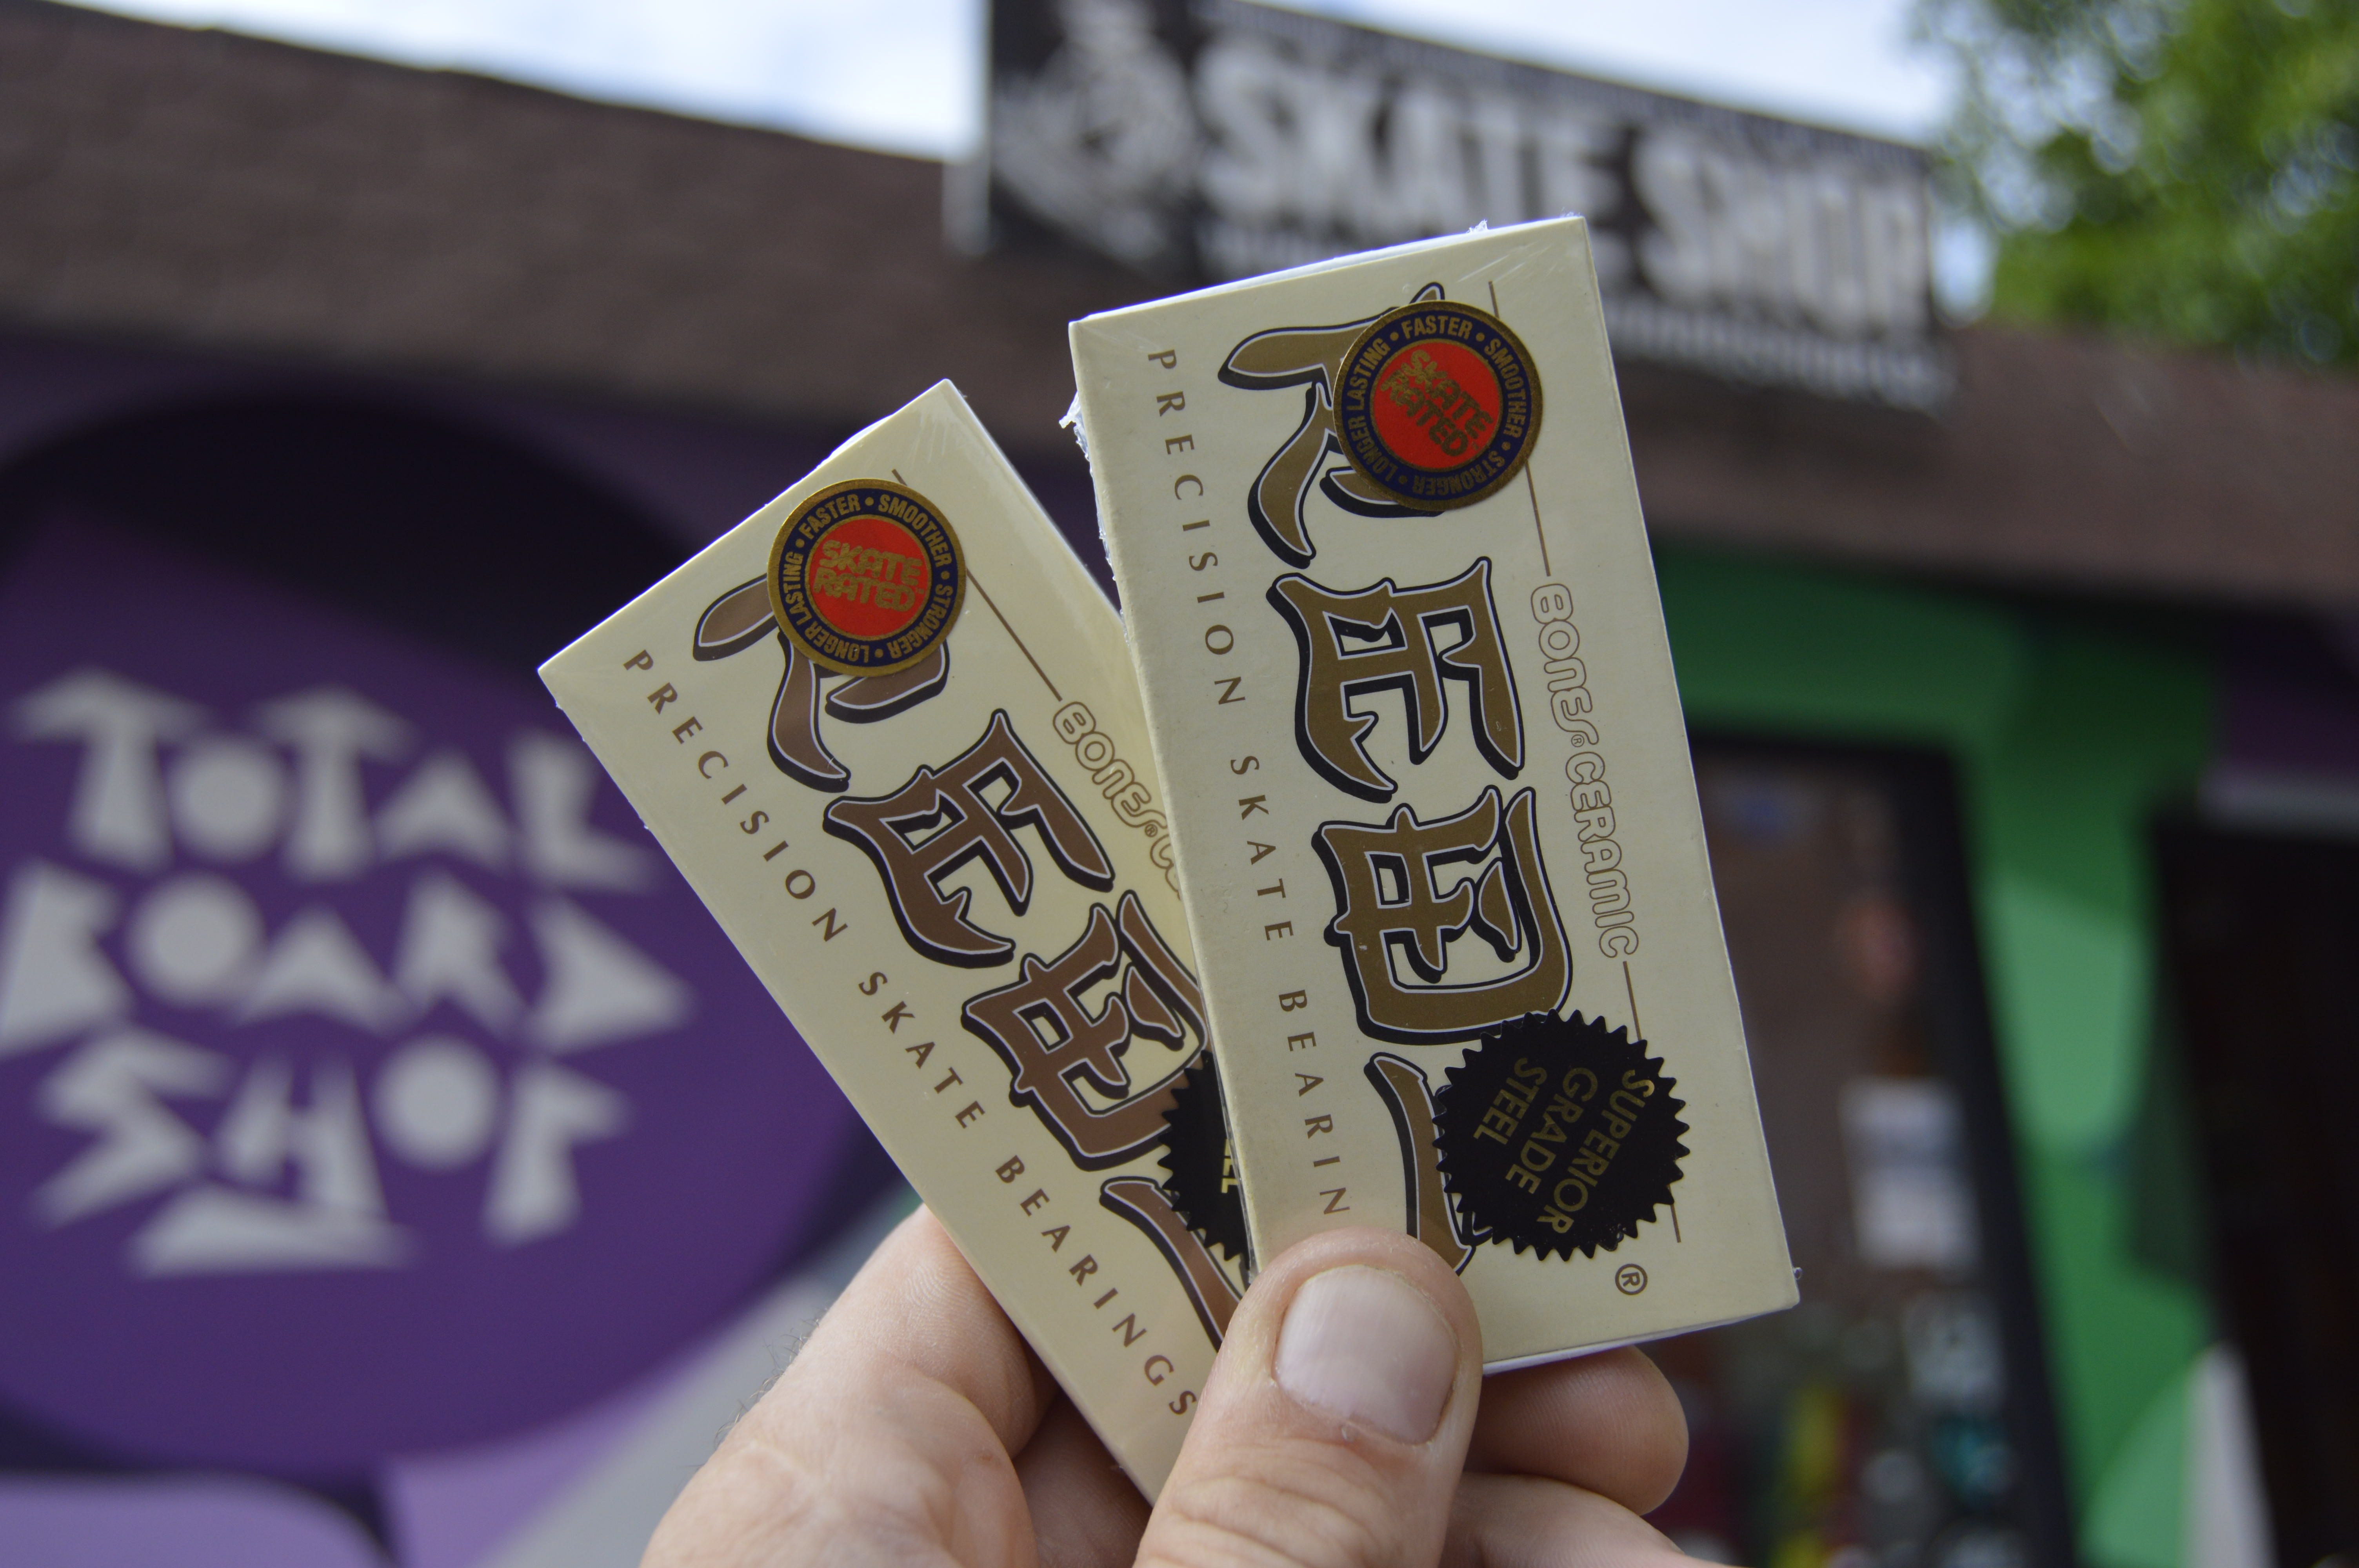 SKATE SHOP
TOTAL
BOARD
SHOP
• FASTER • SMOOTHER • STRONGER • LONGER LASTING
SKATE
RATED
BONES®
PRECISION SKATE BEARINGS
• FASTER • SMOOTHER • STRONGER • LONGER LASTING
SKATE
RATED
BONES® CERAMIC
PRECISION SKATE BEARIN
SUPERIOR
GRADE
STEEL
®